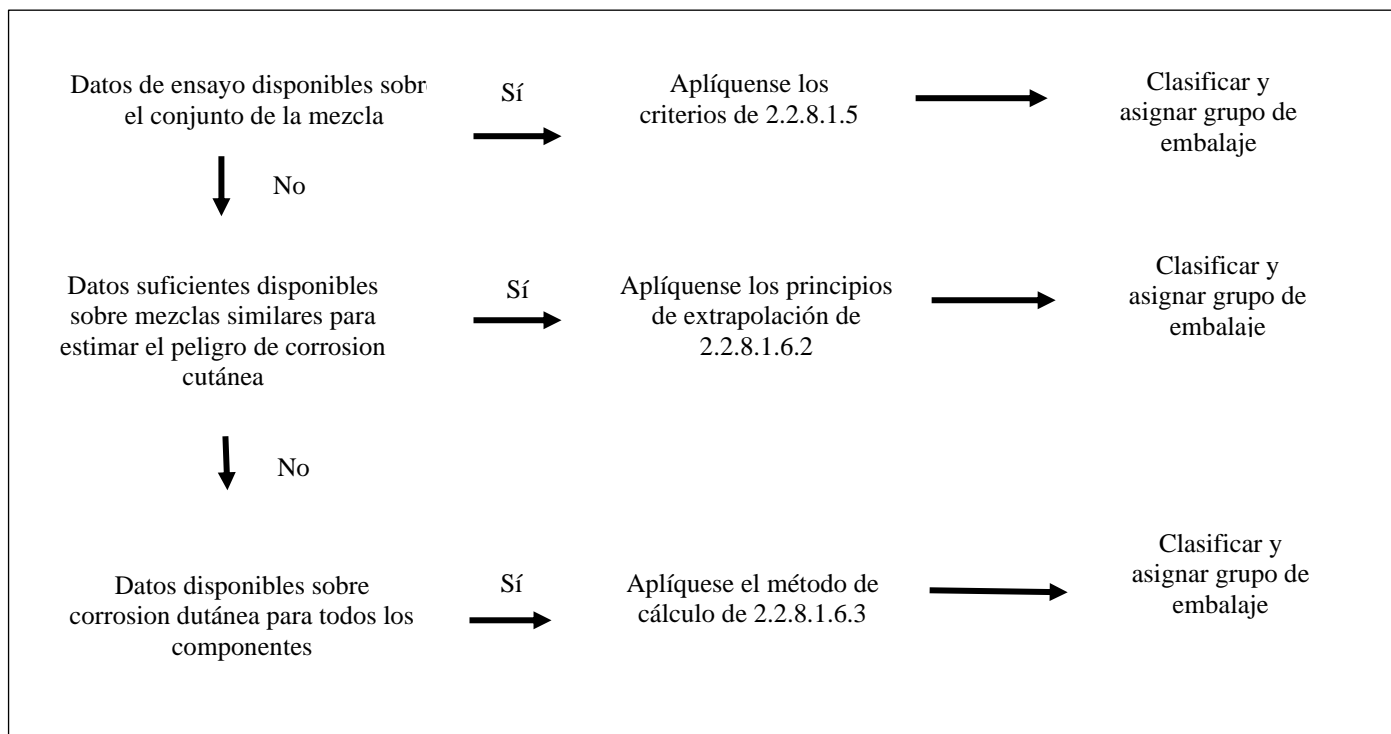 Datos de ensayo disponibles sobr
el conjunto de la mezcla
Sí
Aplíquense los
criterios de 2.2.8.1.5
Clasificar y
asignar grupo de
embalaje
No
Datos suficientes disponibles
sobre mezclas similares para
estimar el peligro de corrosion
cutánea
Sí
Aplíquense los principios
de extrapolación de
2.2.8.1.6.2
Clasificar y
asignar grupo de
embalaje
No
Datos disponibles sobre
corrosion dutánea para todos los
componentes
Sí
Aplíquese el método de
cálculo de 2.2.8.1.6.3
Clasificar y
asignar grupo de
embalaje